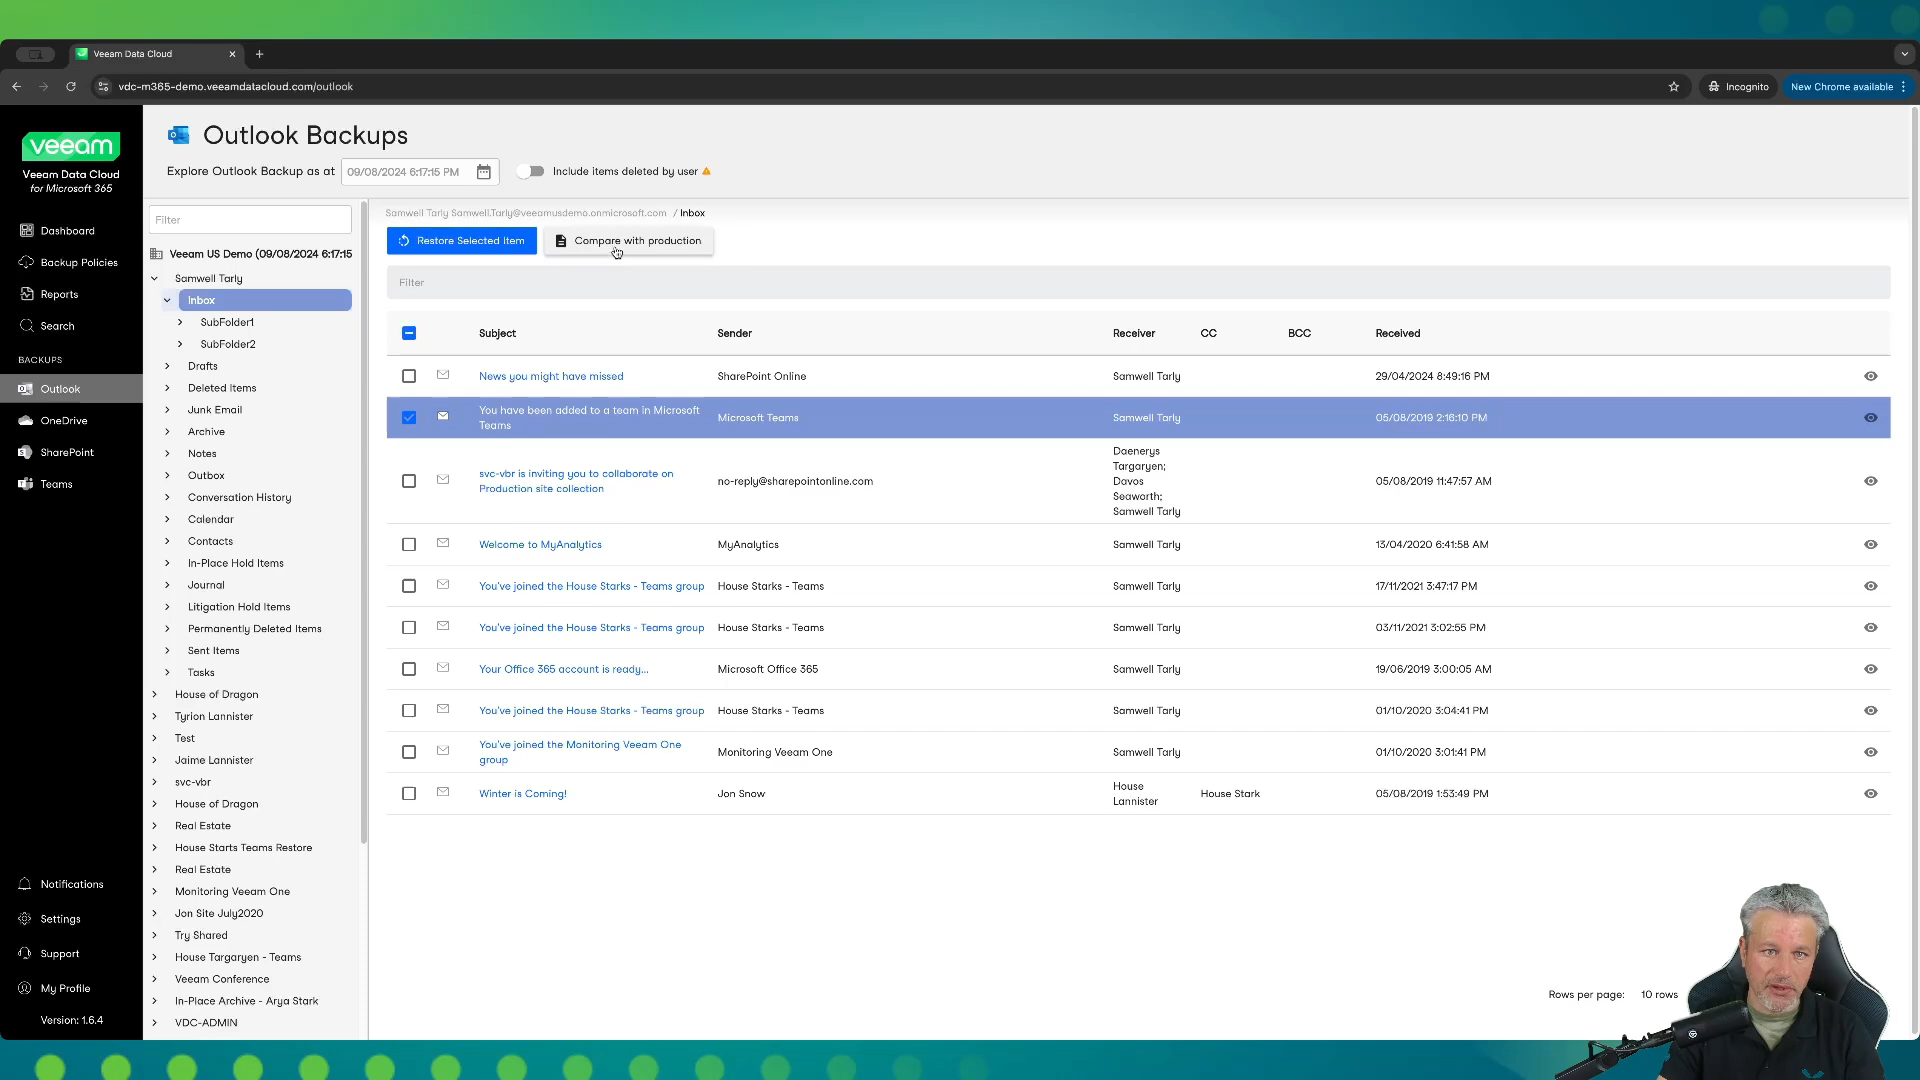 Veeam Data Cloud
vdc-m365-demo.veeamdatacloud.com/outlook
Incognito
New Chrome available
veeam
Veeam Data Cloud
for Microsoft 365
Dashboard
Backup Policies
Reports
Search
BACKUPS
Outlook
OneDrive
SharePoint
Teams
Notifications
Settings
Support
My Profile
Version: 1.6.4
Outlook Backups
Explore Outlook Backup as at
09/08/2024 6:17:15 PM
Include items deleted by user
Filter
Veeam US Demo (09/08/2024 6:17:15
Samwell Tarly
Inbox
SubFolder1
SubFolder2
Drafts
Deleted Items
Junk Email
Archive
Notes
Outbox
Conversation History
Calendar
Contacts
In-Place Hold Items
Journal
Litigation Hold Items
Permanently Deleted Items
Sent Items
Tasks
House of Dragon
Tyrion Lannister
Test
Jaime Lannister
svc-vbr
House of Dragon
Real Estate
House Starts Teams Restore
Real Estate
Monitoring Veeam One
Jon Site July2020
Try Shared
House Targaryen - Teams
Veeam Conference
In-Place Archive - Arya Stark
VDC-ADMIN
Samwell Tarly Samwell.Tarly@veeamusdemo.onmicrosoft.com / Inbox
Restore Selected Item
Compare with production
Filter
Subject Sender Receiver CC BCC Received
News you might have missed SharePoint Online Samwell Tarly 29/04/2024 8:49:16 PM
You have been added to a team in Microsoft
Teams
Microsoft Teams Samwell Tarly 05/08/2019 2:16:10 PM
svc-vbr is inviting you to collaborate on
Production site collection
no-reply@sharepointonline.com
Daenerys
Targaryen;
Davos
Seaworth;
Samwell Tarly
05/08/2019 11:47:57 AM
Welcome to MyAnalytics MyAnalytics Samwell Tarly 13/04/2020 6:41:58 AM
You've joined the House Starks - Teams group House Starks - Teams Samwell Tarly 17/11/2021 3:47:17 PM
You've joined the House Starks - Teams group House Starks - Teams Samwell Tarly 03/11/2021 3:02:55 PM
Your Office 365 account is ready... Microsoft Office 365 Samwell Tarly 19/06/2019 3:00:05 AM
You've joined the House Starks - Teams group House Starks - Teams Samwell Tarly 01/10/2020 3:04:41 PM
You've joined the Monitoring Veeam One
group
Monitoring Veeam One Samwell Tarly 01/10/2020 3:01:41 PM
Winter is Coming! Jon Snow
House
Lannister
House Stark 05/08/2019 1:53:49 PM
Rows per page: 10 rows